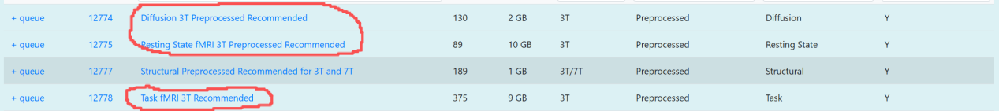 + queue 12774 Diffusion 3T Preprocessed Recommended 130 2 GB 3T Preprocessed Diffusion Y
+ queue 12775 Resting State fMRI 3T Preprocessed Recommended 89 10 GB 3T Preprocessed Resting State Y
+ queue 12777 Structural Preprocessed Recommended for 3T and 7T 189 1 GB 3T/7T Preprocessed Structural Y
+ queue 12778 Task fMRI 3T Recommended 375 9 GB 3T Preprocessed Task Y